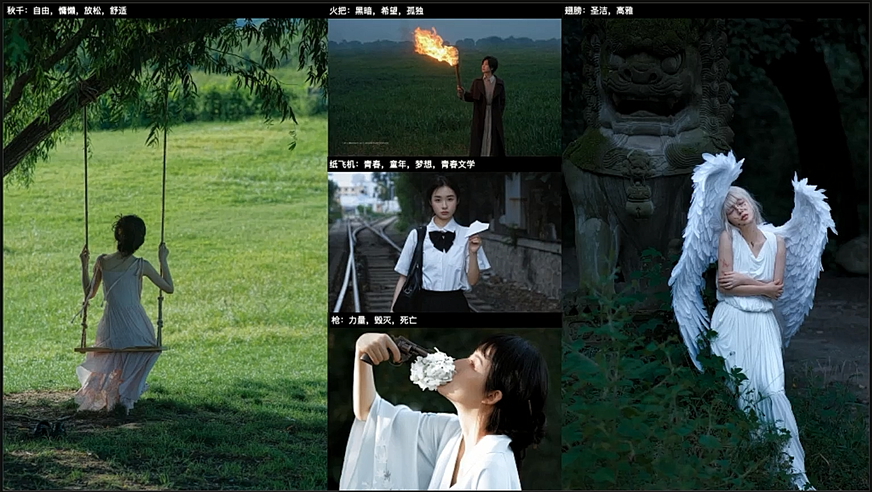 秋千：自由，慵懒，放松，舒适
火把：黑暗，希望，孤独
翅膀：圣洁，高雅
纸飞机：青春，童年，梦想，青春文学
枪：力量，毁灭，死亡